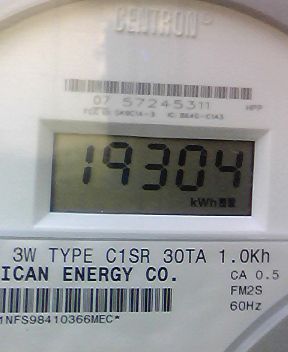 CENTRON
07 57245311 HPP
19304
kWh
3W TYPE C1SR 30TA 1.0Kh
ICAN ENERGY CO. CA 0.5
FM2S
60Hz
1NFS98410366MEC*